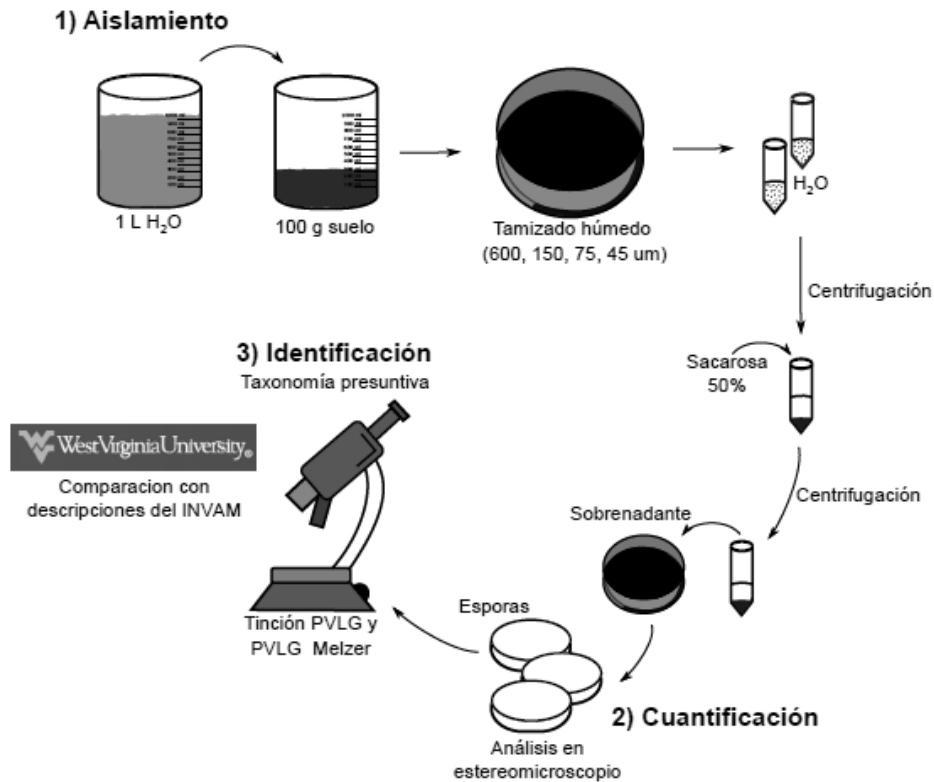 1) Aislamiento
1 L H₂O
100 g suelo
Tamizado húmedo
(600, 150, 75, 45 um)
H₂O
Centrifugación
Sacarosa
50%
Centrifugación
Sobrenadante
Esporas
2) Cuantificación
Análisis en
estereomicroscopio
3) Identificación
Taxonomía presuntiva
Tinción PVLG y
PVLG Melzer
WestVirginiaUniversity®
Comparacion con
descripciones del INVAM